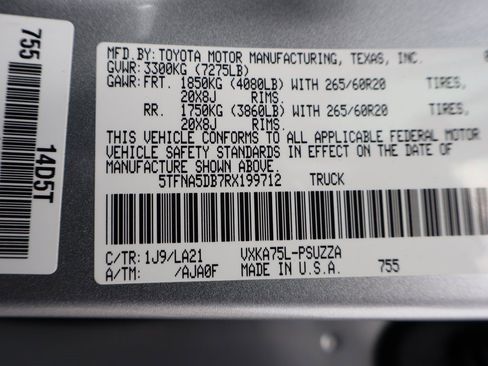 MFD.BY: TOYOTA MOTOR MANUFACTURING, TEXAS, INC.
GVWR: 3300KG (7275LB)
GAWR: FRT. 1850KG (4080LB) WITH 265/60R20 TIRES,
20X8J RIMS.
RR. 1750KG (3860LB) WITH 265/60R20 TIRES,
20X8J RIMS.
THIS VEHICLE CONFORMS TO ALL APPLICABLE FEDERAL MOTOR
VEHICLE SAFETY STANDARDS IN EFFECT ON THE DATE OF
MANUFACTURE SHOWN ABOVE.
5TFNA5DB7RX199712 TRUCK
C/TR: 1J9/LA21 VXKA75L-PSUZZA
A/TM: /AJA0F MADE IN U.S.A. 755
755 14D5T